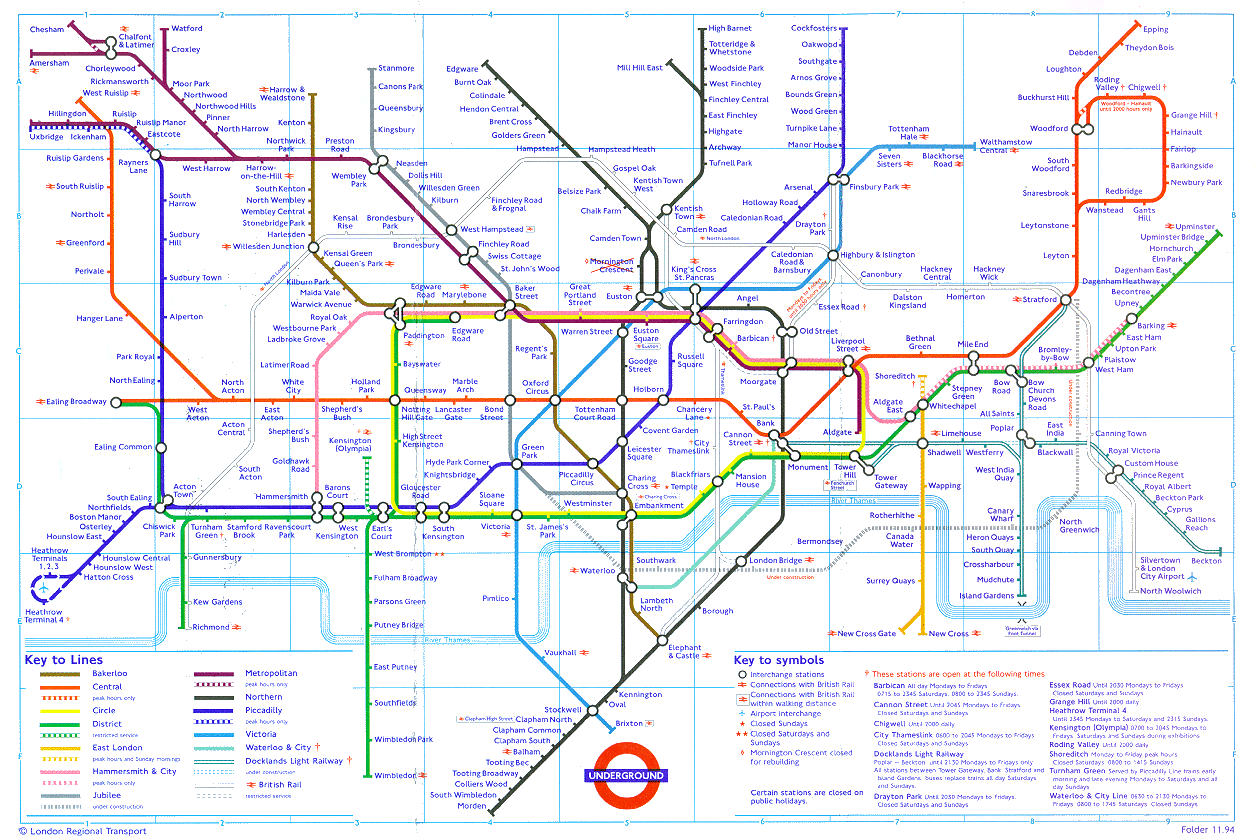 Chesham
Chalfont
& Latimer
Watford
Croxley
Amersham
Chorleywood
Rickmansworth
Moor Park
Northwood
Northwood Hills
Pinner
North Harrow
West Ruislip
Hillingdon
Ruislip
Ruislip Manor
Eastcote
Uxbridge
Ickenham
Ruislip Gardens
Rayners
Lane
West Harrow
Harrow-
on-the-Hill
Northwick
Park
Preston
Road
Harrow &
Wealdstone
Kenton
South Kenton
North Wembley
Wembley Central
Stonebridge Park
Harlesden
Willesden Junction
Stanmore
Canons Park
Queensbury
Kingsbury
Wembley
Park
Neasden
Dollis Hill
Willesden Green
Kilburn
West Hampstead
Finchley Road
Swiss Cottage
St. John's Wood
Finchley Road
& Frognal
Kensal
Rise
Brondesbury
Park
Brondesbury
Kensal Green
Queen's Park
Kilburn Park
Maida Vale
Warwick Avenue
Royal Oak
Westbourne Park
Ladbroke Grove
Latimer Road
South Ruislip
Northolt
Greenford
Perivale
Hanger Lane
South
Harrow
Sudbury
Hill
Sudbury Town
Alperton
Park Royal
North Ealing
Ealing Broadway
Ealing Common
West
Acton
North
Acton
East
Acton
White
City
Acton
Central
South
Acton
Shepherd's
Bush
Holland
Park
Shepherd's
Bush
Goldhawk
Road
Hammersmith
Kensington
(Olympia)
Notting
Hill Gate
Queensway
Lancaster
Gate
Marble
Arch
Bond
Street
Oxford
Circus
Tottenham
Court Road
Holborn
Chancery
Lane
St. Paul's
Bank
Edgware
Burnt Oak
Colindale
Hendon Central
Brent Cross
Golders Green
Hampstead
Hampstead Heath
Belsize Park
Chalk Farm
Camden Town
Mornington
Crescent
Euston
Mill Hill East
High Barnet
Totteridge &
Whetstone
Woodside Park
West Finchley
Finchley Central
East Finchley
Highgate
Archway
Tufnell Park
Gospel Oak
Kentish Town
West
Kentish
Town
Camden Road
North London
King's Cross
St. Pancras
Cockfosters
Oakwood
Southgate
Arnos Grove
Bounds Green
Wood Green
Turnpike Lane
Manor House
Arsenal
Finsbury Park
Holloway Road
Caledonian Road
Drayton
Park †
Seven
Sisters
Tottenham
Hale
Blackhorse
Road
Walthamstow
Central
Highbury & Islington
Caledonian
Road &
Barnsbury
Canonbury
Dalston
Kingsland
Hackney
Central
Homerton
Hackney
Wick
Stratford
Essex Road †
Epping
Theydon Bois
Debden
Loughton
Buckhurst Hill
Roding
Valley †
Chigwell †
Woodford - Hainault
until 2000 hours only
Grange Hill †
Hainault
Fairlop
Barkingside
Newbury Park
Woodford
South
Woodford
Snaresbrook
Redbridge
Wanstead
Gants
Hill
Leytonstone
Leyton
Upminster
Upminster Bridge
Hornchurch
Elm Park
Dagenham East
Dagenham Heathway
Becontree
Upney
Barking
East Ham
Upton Park
Plaistow
West Ham
Edgware
Road
Marylebone
Baker
Street
Paddington
Edgware
Road
Great
Portland
Street
Warren Street
Euston
Square
Euston
Regent's
Park
Goodge
Street
Russell
Square
Angel
Farringdon
Barbican †
Old Street
Moorgate
Thameslink
Liverpool
Street
Bethnal
Green
Mile End
Bromley-
by-Bow
Shoreditch
†
Aldgate
East
Whitechapel
Stepney
Green
Bow
Road
Bow
Church
Devons
Road
All Saints
Poplar
Bayswater
High Street
Kensington
Gloucester
Road
Hyde Park Corner
Knightsbridge
Green
Park
Piccadilly
Circus
Leicester
Square
Covent Garden
Charing
Cross
Charing Cross
Embankment
Westminster
St. James's
Park
Victoria
Sloane
Square
South
Kensington
Earl's
Court
West
Kensington
Barons
Court
Ravenscourt
Park
Stamford
Brook
Turnham
Green †
Chiswick
Park
Acton
Town
South Ealing
Northfields
Boston Manor
Osterley
Hounslow East
Hounslow Central
Hounslow West
Hatton Cross
Heathrow
Terminals
1,2,3
Heathrow
Terminal 4 †
Gunnersbury
Kew Gardens
Richmond
West Brompton ★★
Fulham Broadway
Parsons Green
Putney Bridge
East Putney
Southfields
Wimbledon Park
Wimbledon
River Thames
Cannon
Street †
† City
Thameslink
Blackfriars
Temple ★
Mansion
House
Monument
Tower
Hill
Fenchurch
Street
Aldgate
Tower
Gateway
Shadwell
Limehouse
Westferry
East
India
Blackwall
Canning Town
Royal Victoria
Custom House
Prince Regent
Royal Albert
Beckton Park
Cyprus
Gallions
Reach
Beckton
Silvertown
& London
City Airport
North Woolwich
North
Greenwich
Under construction
West India
Quay
Canary
Wharf
Heron Quays
South Quay
Crossharbour
Mudchute
Island Gardens
Greenwich via
Foot Tunnel
Wapping
Rotherhithe
Canada
Water
Surrey Quays
New Cross Gate
New Cross
River Thames
Bermondsey
London Bridge
Under construction
Southwark
Waterloo
Lambeth
North
Borough
Elephant
& Castle
Kennington
Oval
Pimlico
Vauxhall
Stockwell
Brixton
Clapham High Street
Clapham North
Clapham Common
Clapham South
Balham
Tooting Bec
Tooting Broadway
Colliers Wood
South Wimbledon
Morden
UNDERGROUND
Key to Lines
Bakerloo
Central
peak hours only
Circle
District
restricted service
East London
peak hours and Sunday mornings
Hammersmith & City
peak hours only
Jubilee
under construction
Metropolitan
peak hours only
Northern
Piccadilly
peak hours only
Victoria
Waterloo & City †
Docklands Light Railway †
under construction
British Rail
restricted service
Key to symbols
Interchange stations
Connections with British Rail
Connections with British Rail
within walking distance
Airport interchange
★ Closed Sundays
★★ Closed Saturdays and
Sundays
◊ Mornington Crescent closed
for rebuilding
Certain stations are closed on
public holidays.
† These stations are open at the following times
Barbican All day Mondays to Fridays
0715 to 2345 Saturdays. 0800 to 2345 Sundays.
Cannon Street Until 2045 Mondays to Fridays
Closed Saturdays and Sundays
Chigwell Until 2000 daily
City Thameslink 0600 to 2045 Mondays to Fridays
Closed Saturdays and Sundays
Docklands Light Railway
Poplar - Beckton until 2130 Mondays to Fridays only
All stations between Tower Gateway, Bank Stratford and
Island Gardens, buses replace trains all day Saturdays
and Sundays.
Drayton Park Until 2030 Mondays to Fridays.
Closed Saturdays and Sundays
Essex Road Until 2030 Mondays to Fridays
Closed Saturdays and Sundays
Grange Hill Until 2000 daily
Heathrow Terminal 4
Until 2345 Mondays to Saturdays and 2315 Sundays.
Kensington (Olympia) 0700 to 2045 Mondays to
Fridays. Saturdays and Sundays during exhibitions
Roding Valley Until 2000 daily
Shoreditch Monday to Friday peak hours
0800 to 1415 Sundays
Turnham Green Served by Piccadilly Line trains early
morning and late evening Mondays to Saturdays and all
day Sunday
Waterloo & City Line 0630 to 2130 Mondays to
Fridays 0800 to 1745 Saturdays Closed Sundays.
© London Regional Transport
Folder 11.94